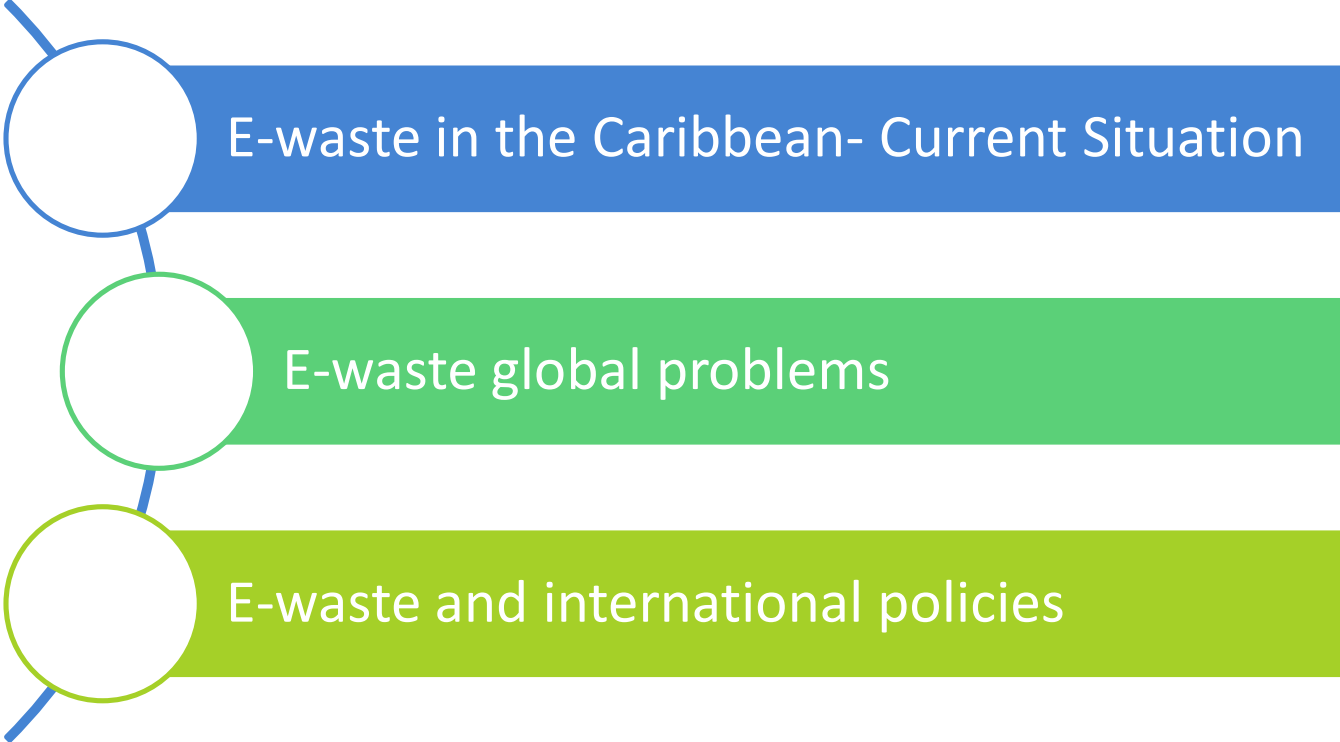 E-waste in the Caribbean- Current Situation
E-waste global problems
E-waste and international policies